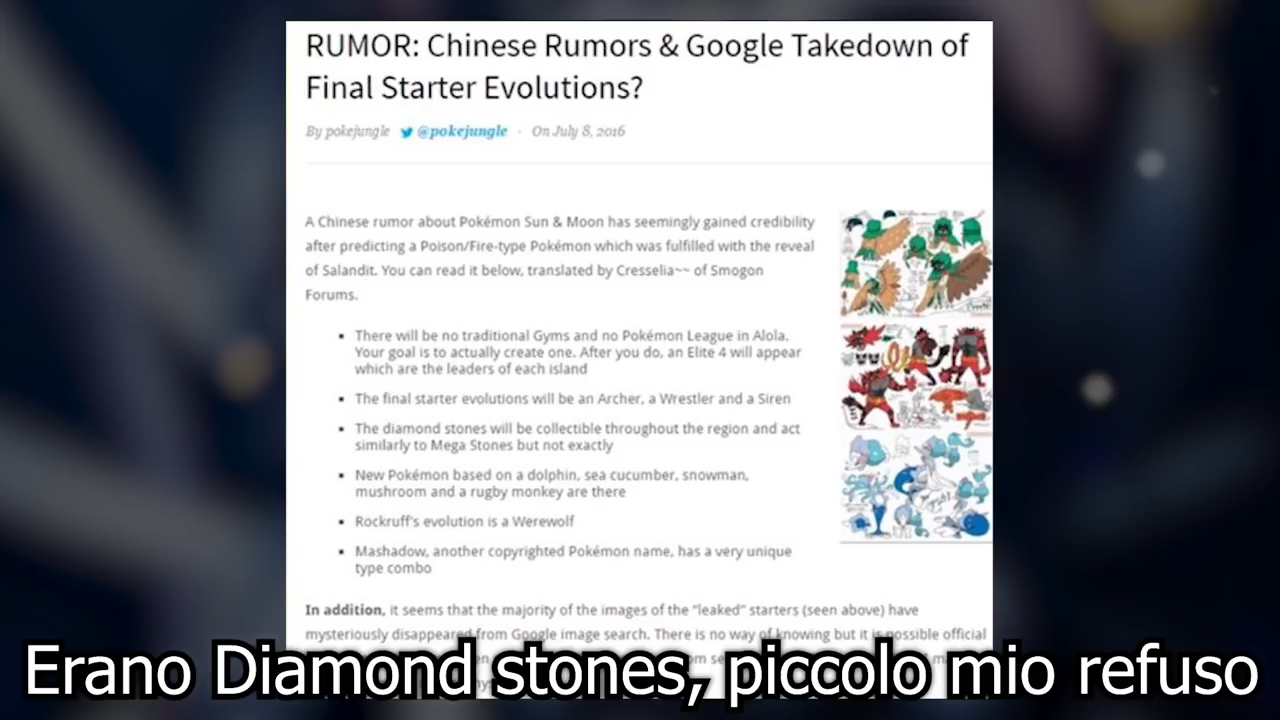 RUMOR: Chinese Rumors & Google Takedown of
Final Starter Evolutions?
By pokejungle @pokejungle · On July 8, 2016
A Chinese rumor about Pokémon Sun & Moon has seemingly gained credibility
after predicting a Poison/Fire-type Pokémon which was fulfilled with the reveal
of Salandit. You can read it below, translated by Cresselia~~ of Smogon
Forums.
There will be no traditional Gyms and no Pokémon League in Alola.
Your goal is to actually create one. After you do, an Elite 4 will appear
which are the leaders of each island
The final starter evolutions will be an Archer, a Wrestler and a Siren
The diamond stones will be collectible throughout the region and act
similarly to Mega Stones but not exactly
New Pokémon based on a dolphin, sea cucumber, snowman,
mushroom and a rugby monkey are there
Rockruff's evolution is a Werewolf
Mashadow, another copyrighted Pokémon name, has a very unique
type combo
In addition, it seems that the majority of the images of the "leaked" starters (seen above) have
mysteriously disappeared from Google image search. There is no way of knowing but it is possible official
Erano Diamond stones, piccolo mio refuso